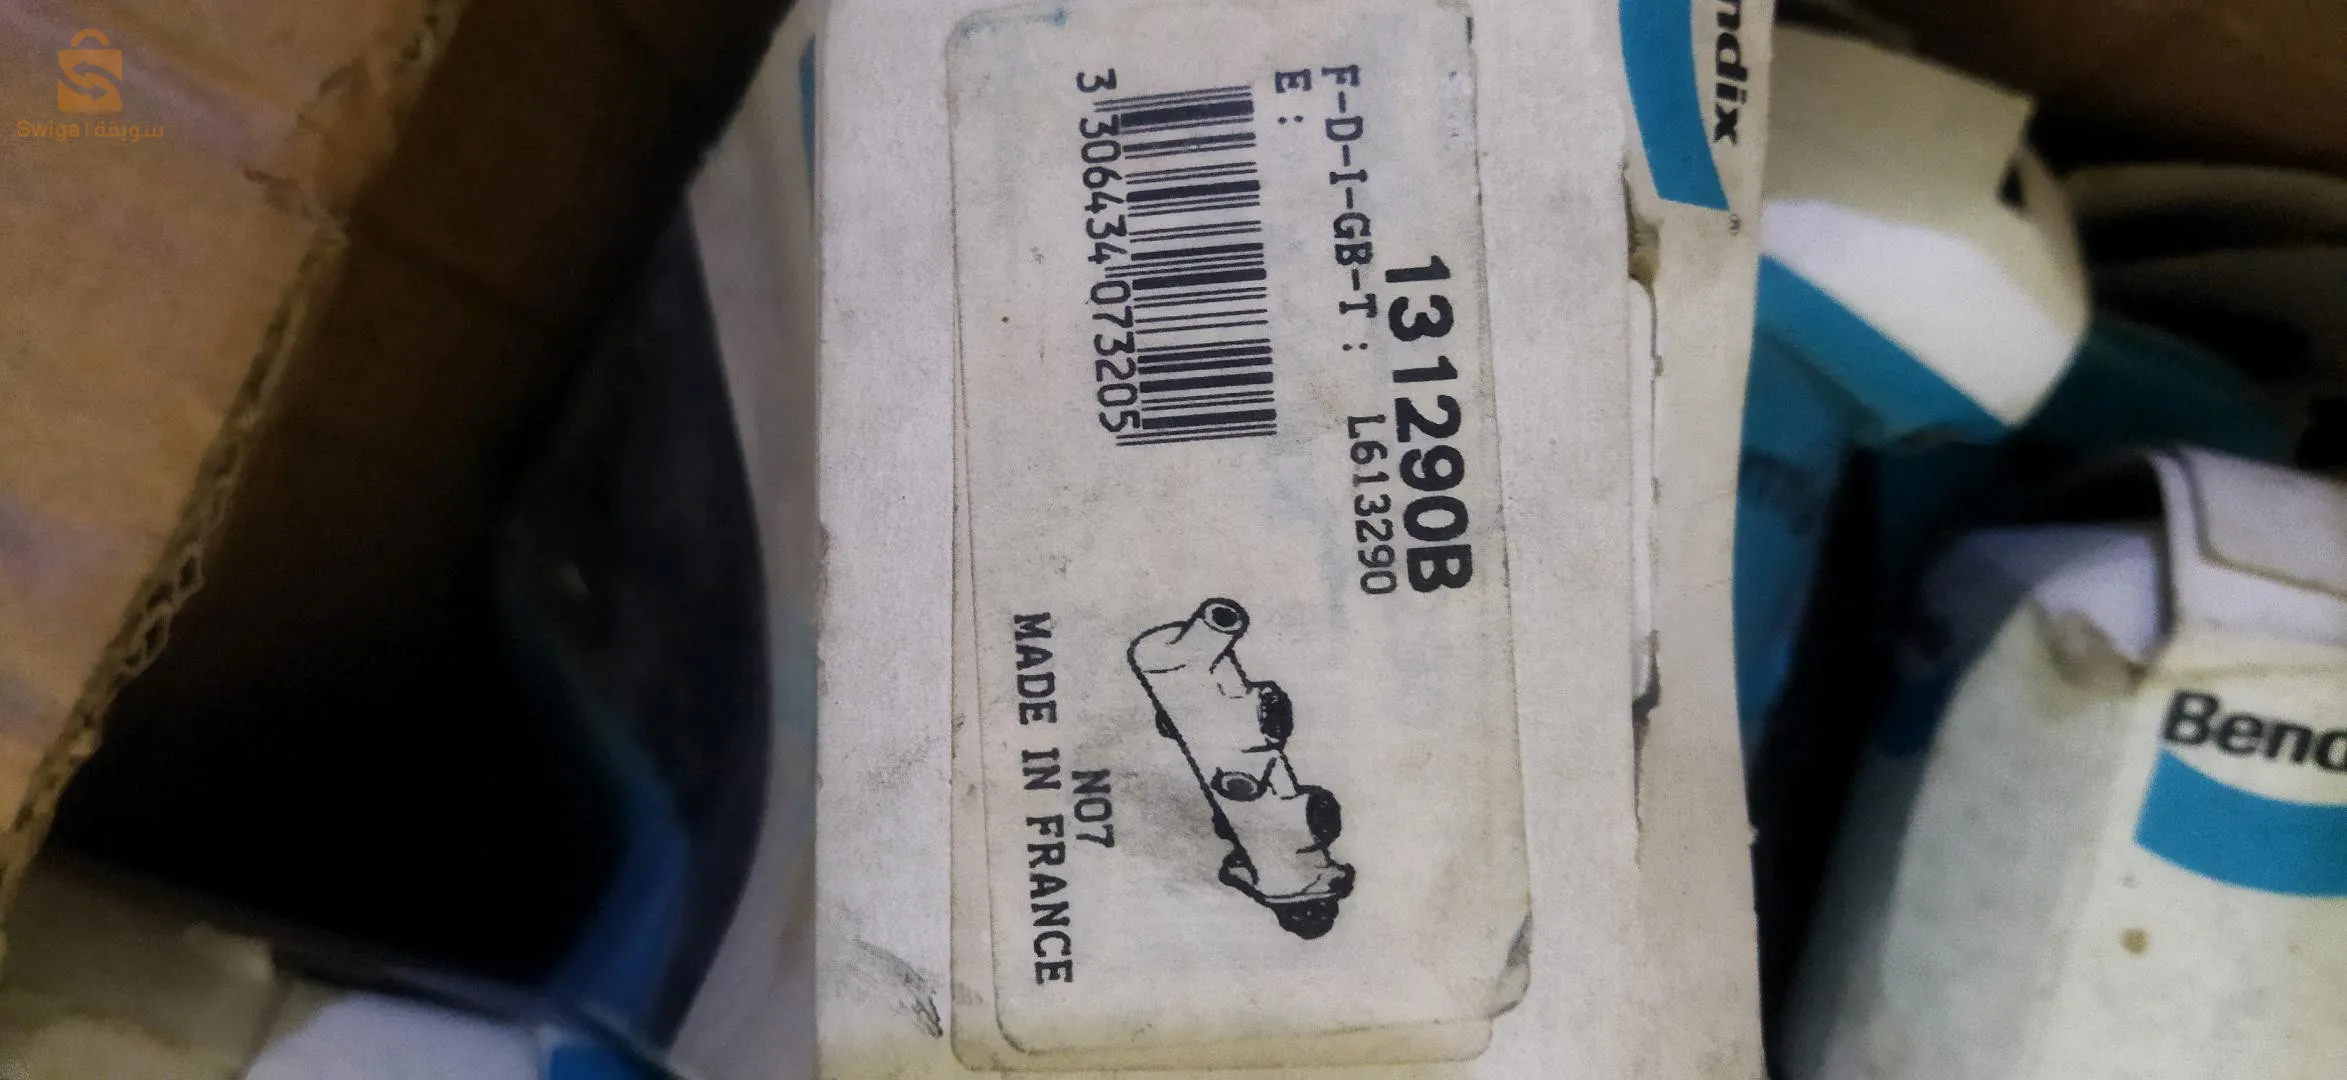 Swiga! سويقة
ndix
131290B
F-D-I-GB-T: L613290
E:
3 306434 073205
N07
MADE IN FRANCE
Bend